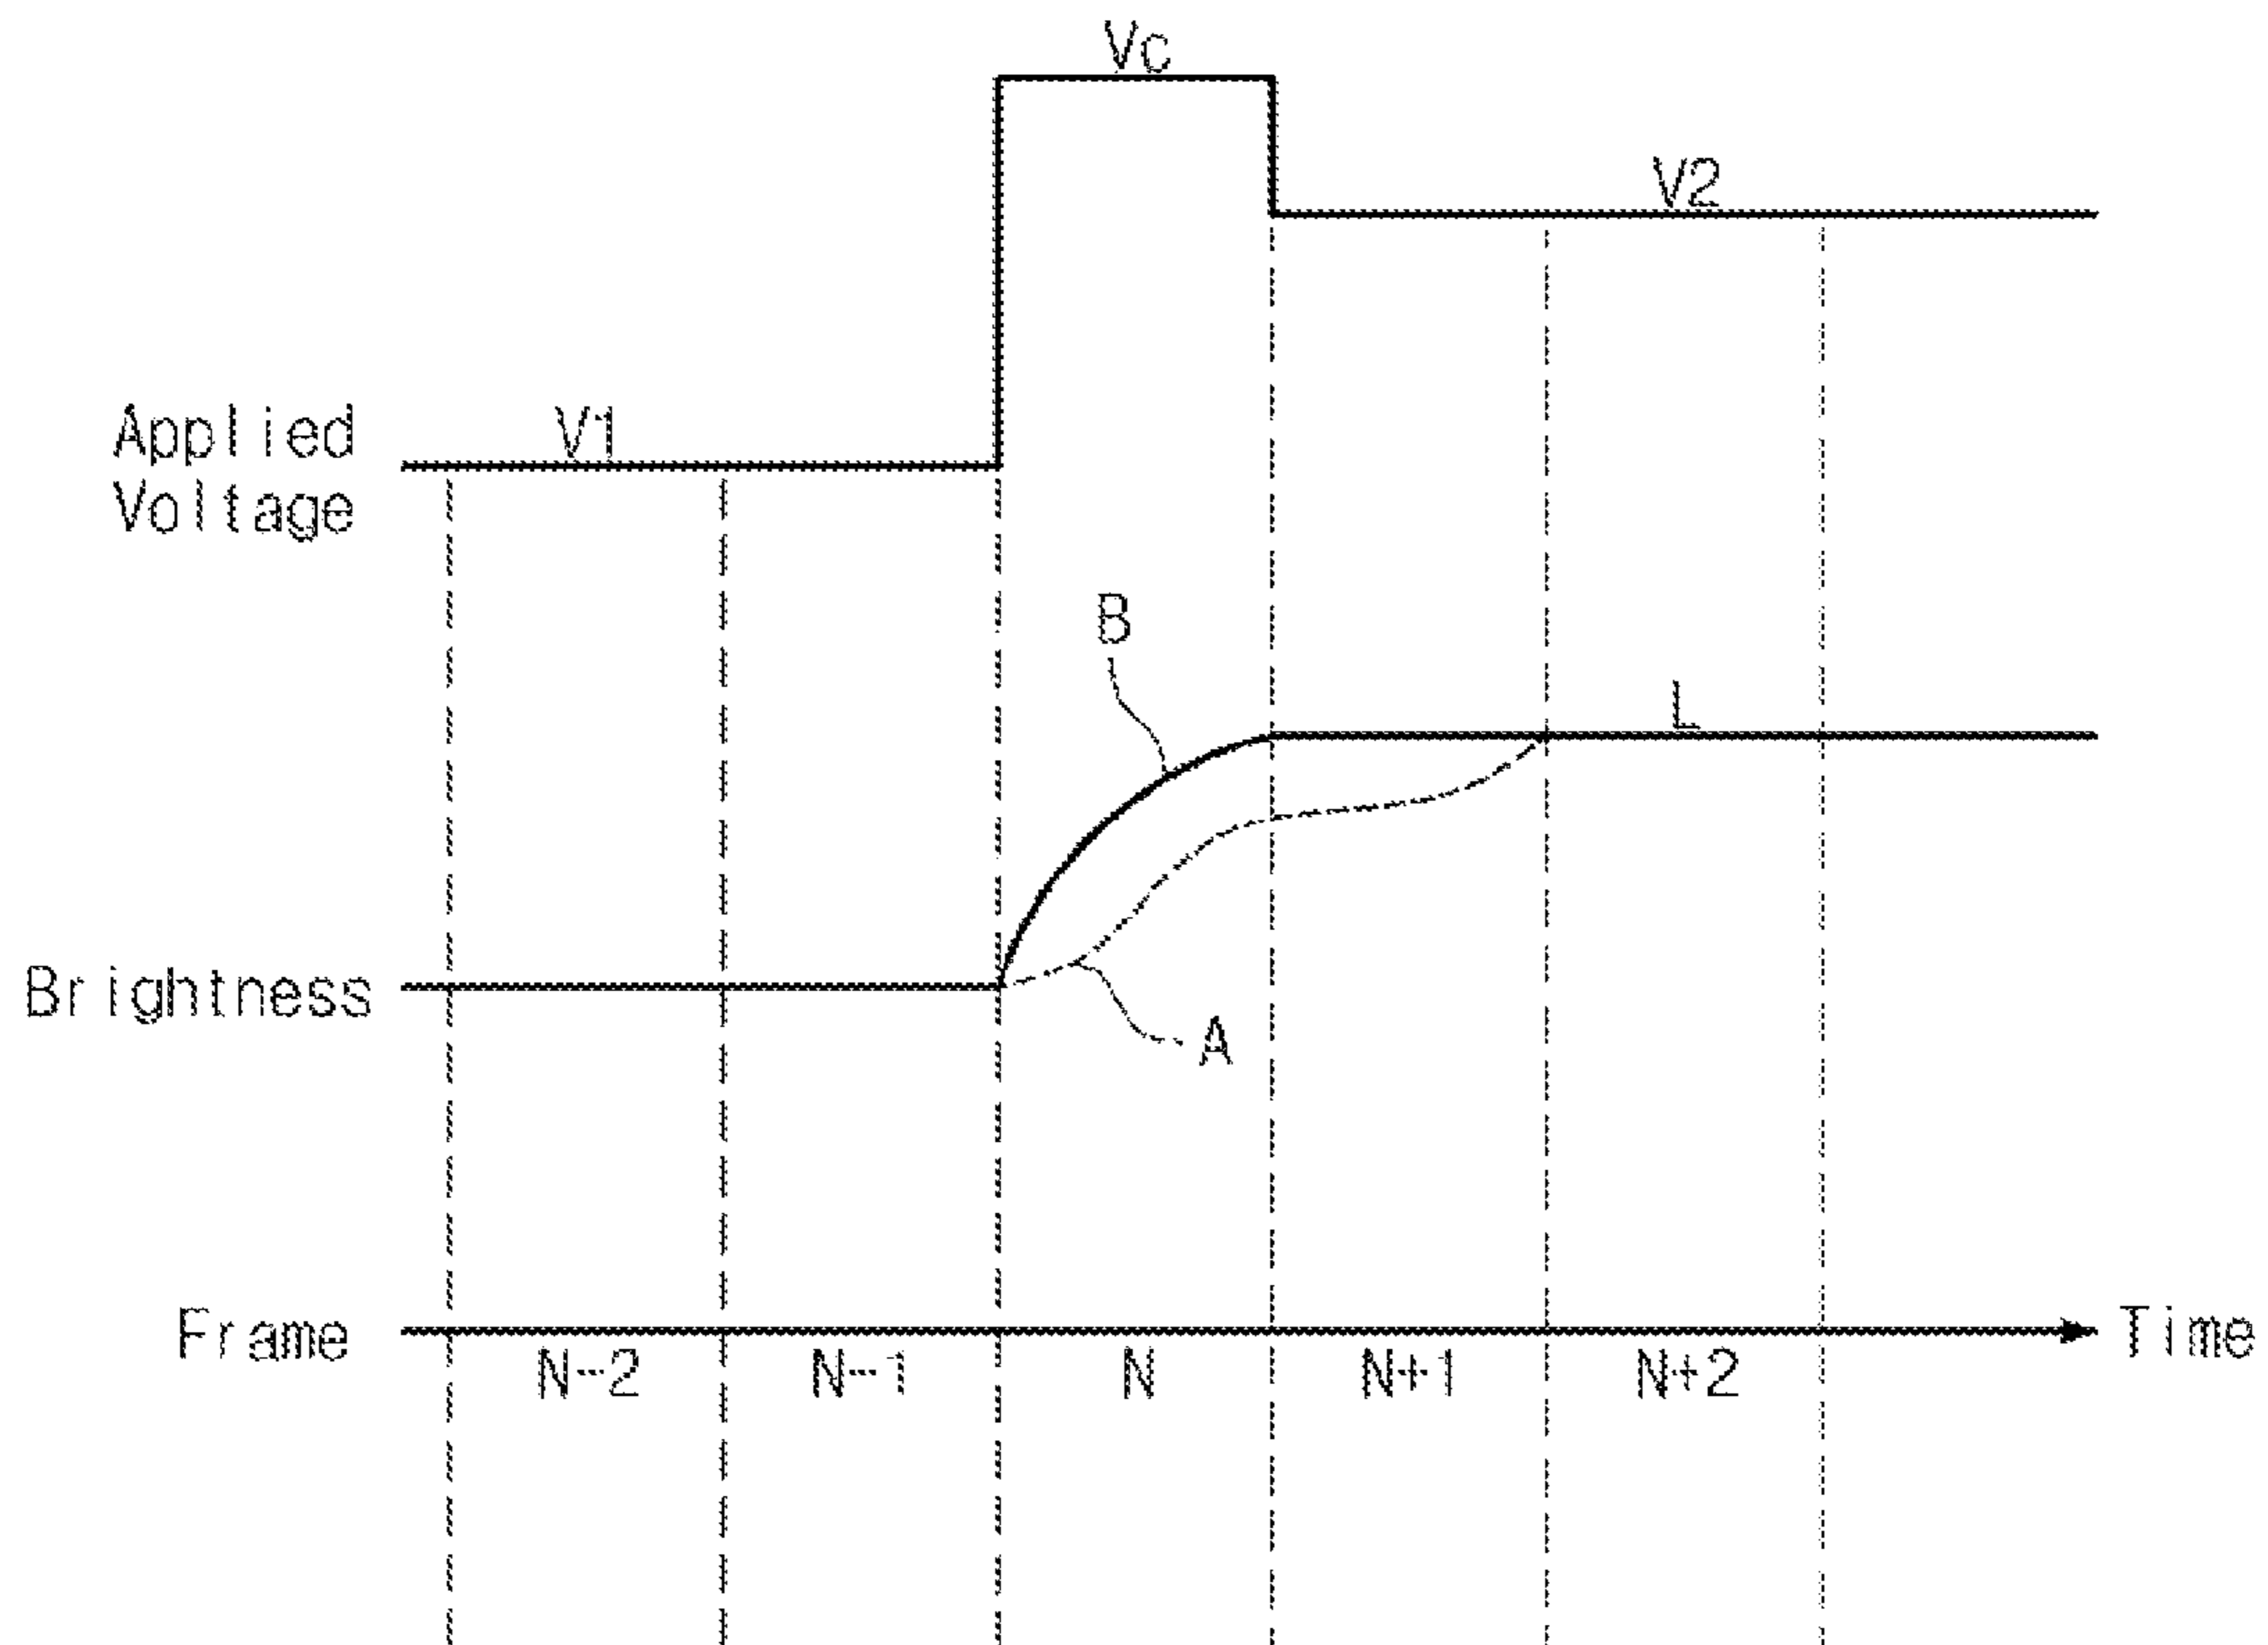 Vc
V2
Applied
Voltage
V1
B
L
Brightness
A
Frame
Time
N-2
N-1
N
N+1
N+2